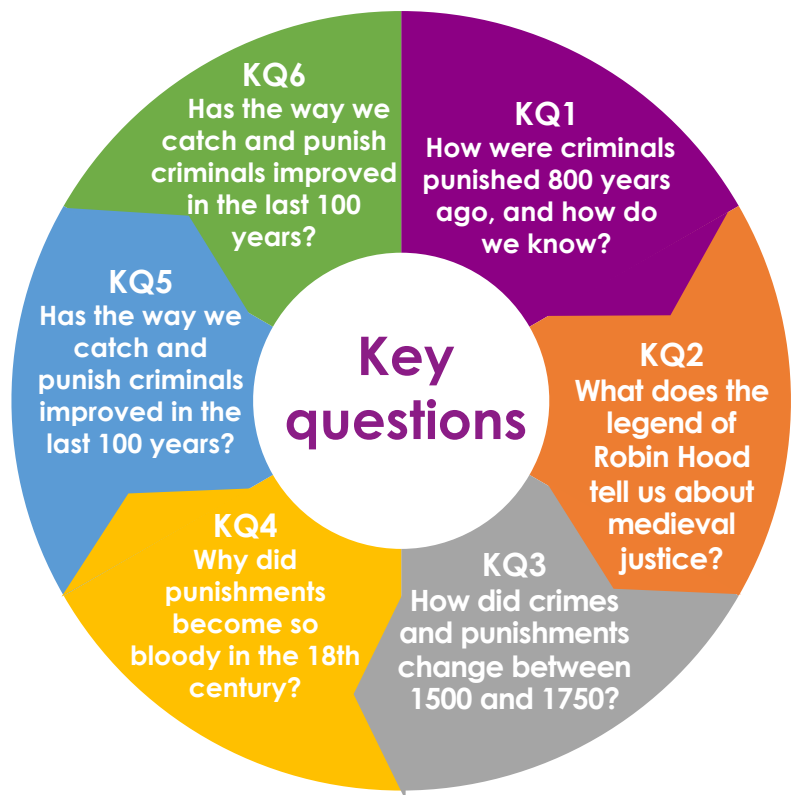 Key
questions
KQ1
How were criminals
punished 800 years
ago, and how do
we know?
KQ2
What does the
legend of
Robin Hood
tell us about
medieval
justice?
KQ3
How did crimes
and punishments
change between
1500 and 1750?
KQ4
Why did
punishments
become so
bloody in the 18th
century?
KQ5
Has the way we
catch and
punish criminals
improved in the
last 100 years?
KQ6
Has the way we
catch and punish
criminals improved
in the last 100
years?